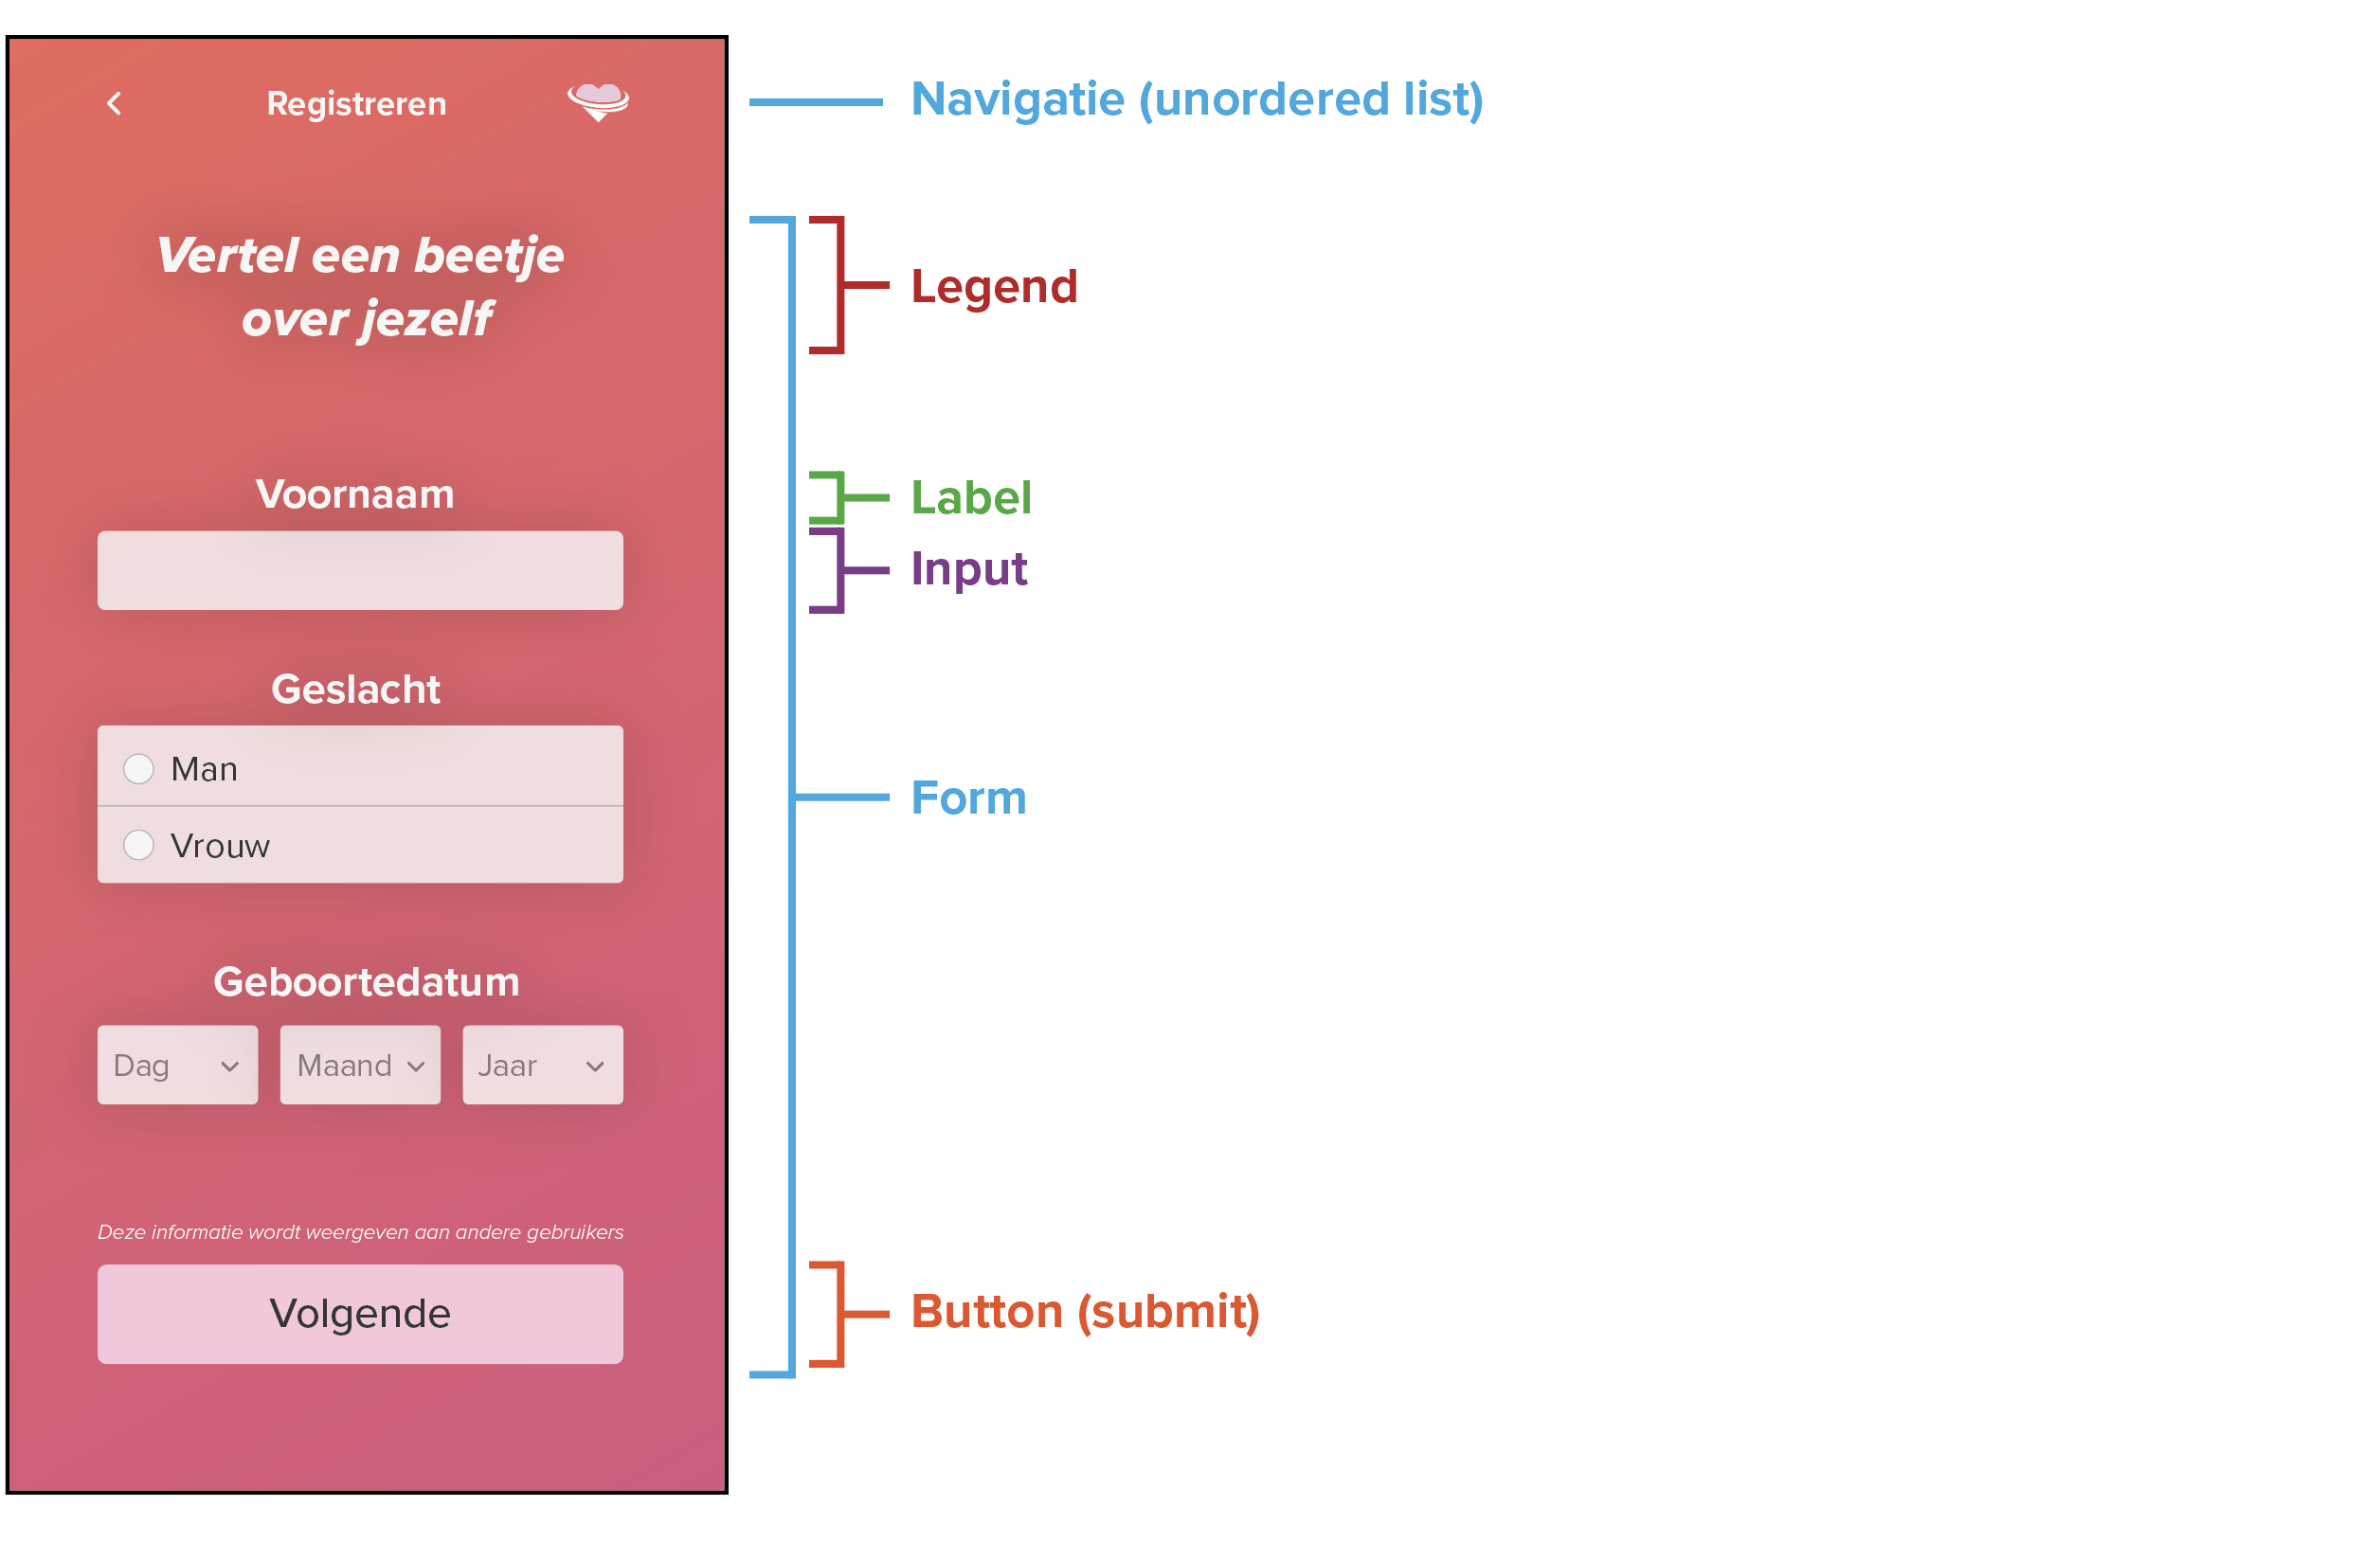 Registreren
Navigatie (unordered list)
Vertel een beetje
over jezelf
Legend
Voornaam
Label
Input
Geslacht
Man
Vrouw
Form
Geboortedatum
Dag Maand Jaar
Deze informatie wordt weergeven aan andere gebruikers
Volgende
Button (submit)